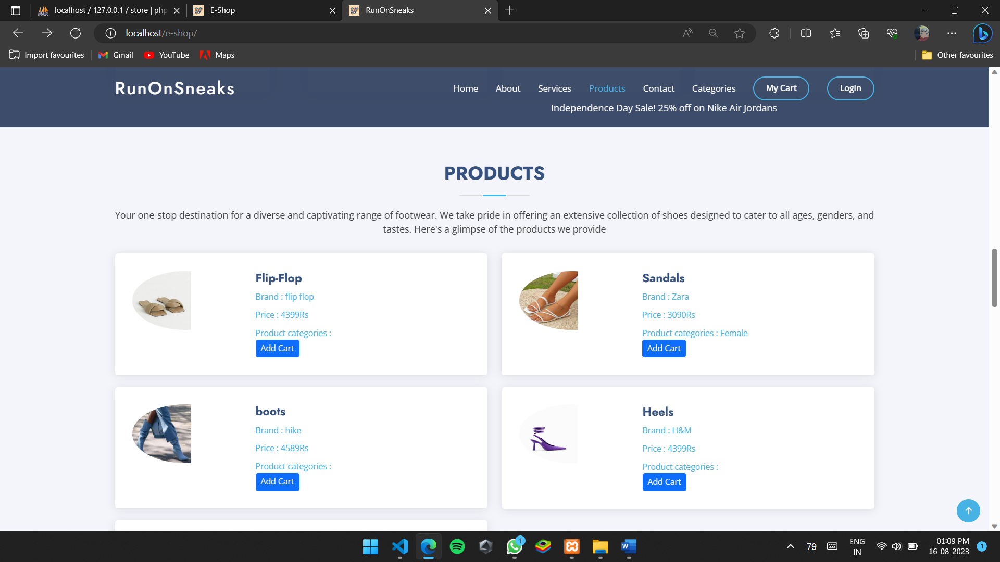 localhost / 127.0.0.1 / store | php
E-Shop
RunOnSneaks
localhost/e-shop/
Import favourites
Gmail
YouTube
Maps
Other favourites
RunOnSneaks
Home
About
Services
Products
Contact
Categories
My Cart
Login
Independence Day Sale! 25% off on Nike Air Jordans
PRODUCTS
Your one-stop destination for a diverse and captivating range of footwear. We take pride in offering an extensive collection of shoes designed to cater to all ages, genders, and
tastes. Here's a glimpse of the products we provide
Flip-Flop
Brand : flip flop
Price : 4399Rs
Product categories :
Add Cart
Sandals
Brand : Zara
Price : 3090Rs
Product categories : Female
Add Cart
boots
Brand : hike
Price : 4589Rs
Product categories :
Add Cart
Heels
Brand : H&M
Price : 4399Rs
Product categories :
Add Cart
1
79
ENG
IN
01:09 PM
16-08-2023
1